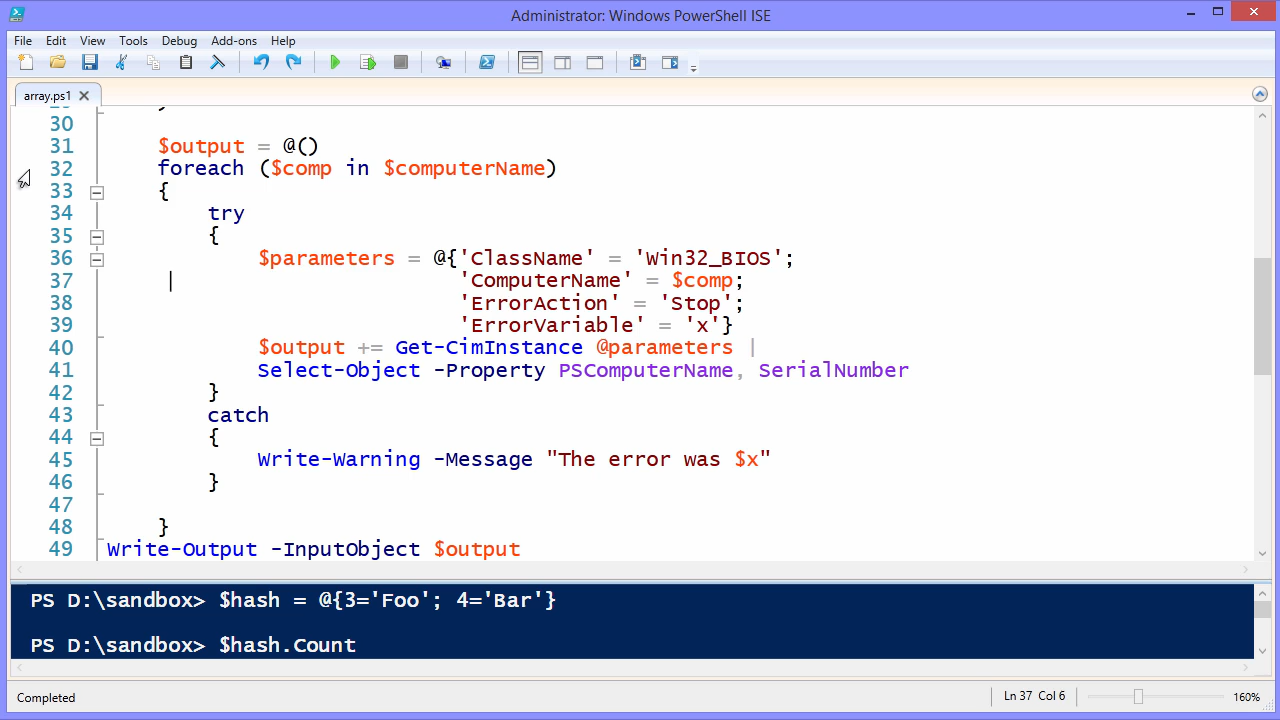 Administrator: Windows PowerShell ISE
File Edit View Tools Debug Add-ons Help
array.ps1
30
31 $output = @()
32 foreach ($comp in $computerName)
33 {
34 try
35 {
36 $parameters = @{'ClassName' = 'Win32_BIOS';
37 'ComputerName' = $comp;
38 'ErrorAction' = 'Stop';
39 'ErrorVariable' = 'x'}
40 $output += Get-CimInstance @parameters |
41 Select-Object -Property PSComputerName, SerialNumber
42 }
43 catch
44 {
45 Write-Warning -Message "The error was $x"
46 }
47
48 }
49 Write-Output -InputObject $output
PS D:\sandbox> $hash = @{3='Foo'; 4='Bar'}
PS D:\sandbox> $hash.Count
Completed Ln 37 Col 6 160%